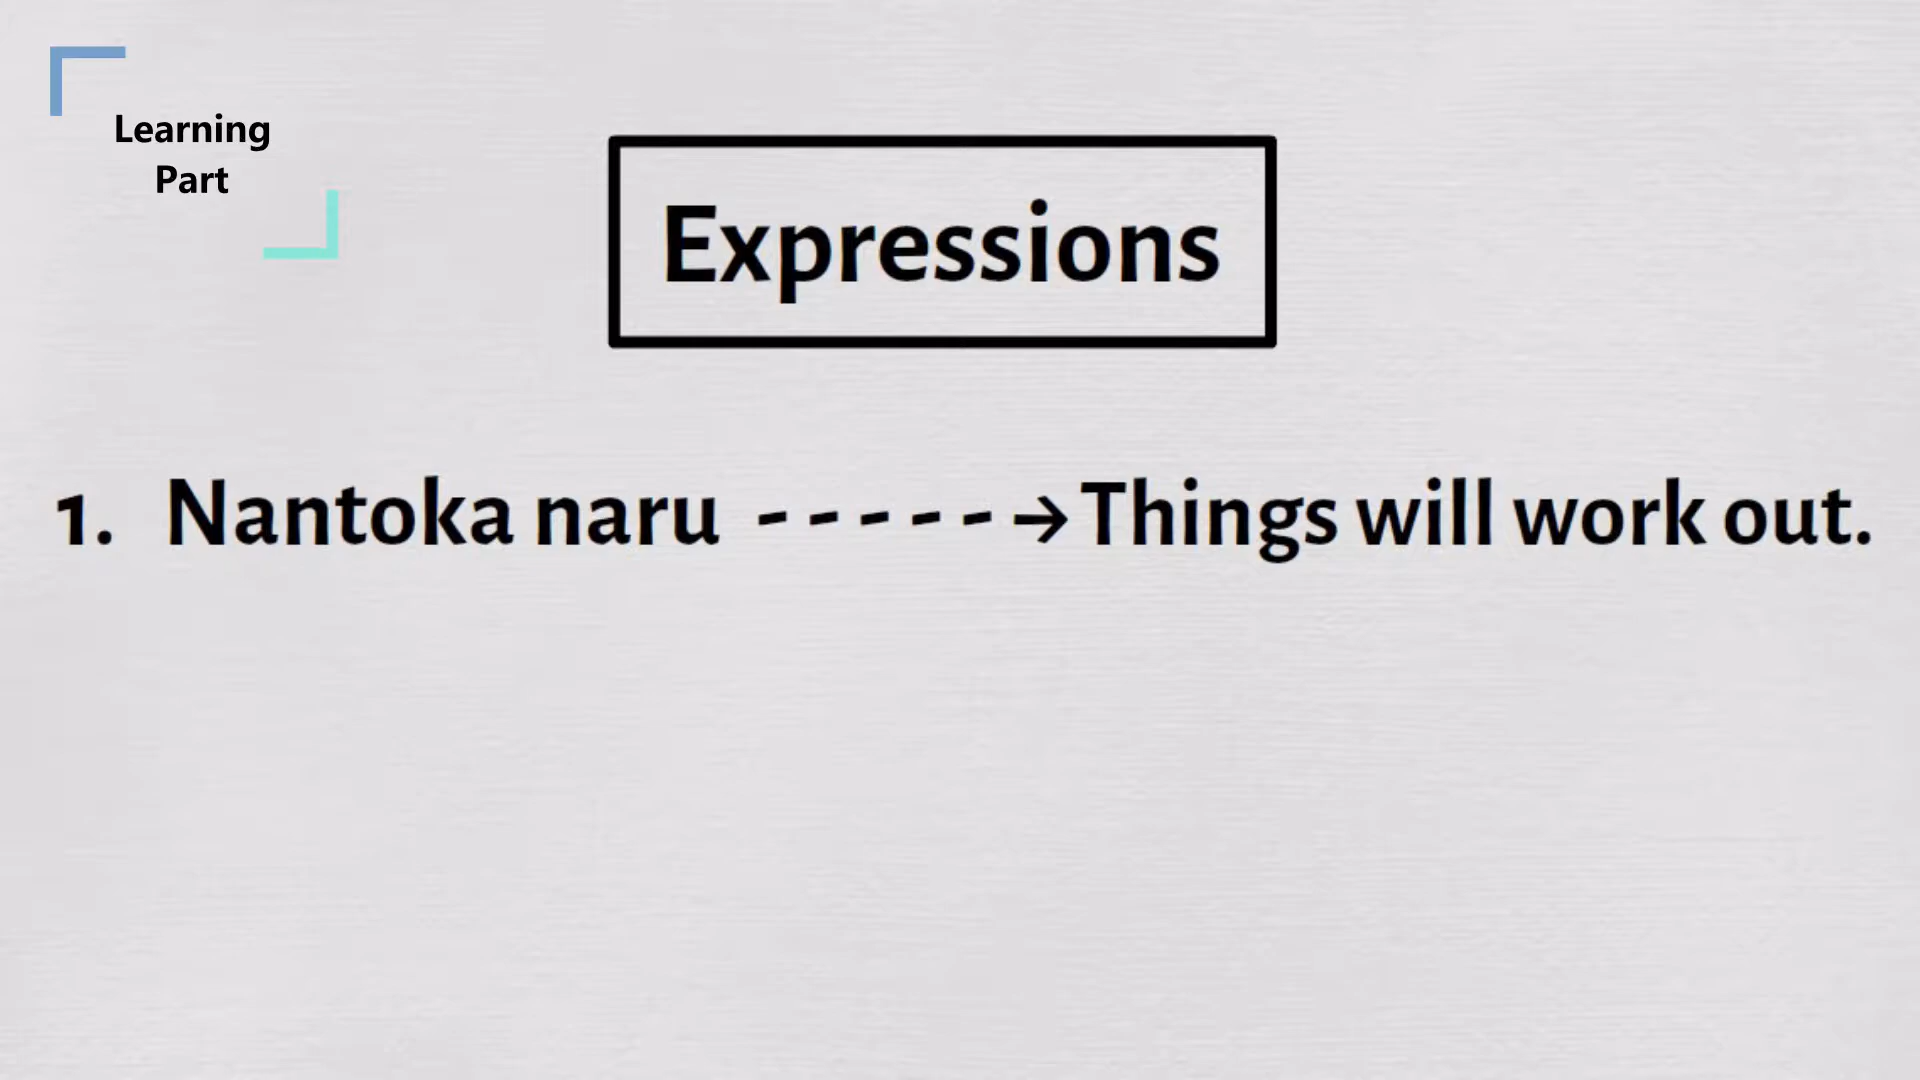 Learning
Part
Expressions
1. Nantoka naru - - - - - → Things will work out.